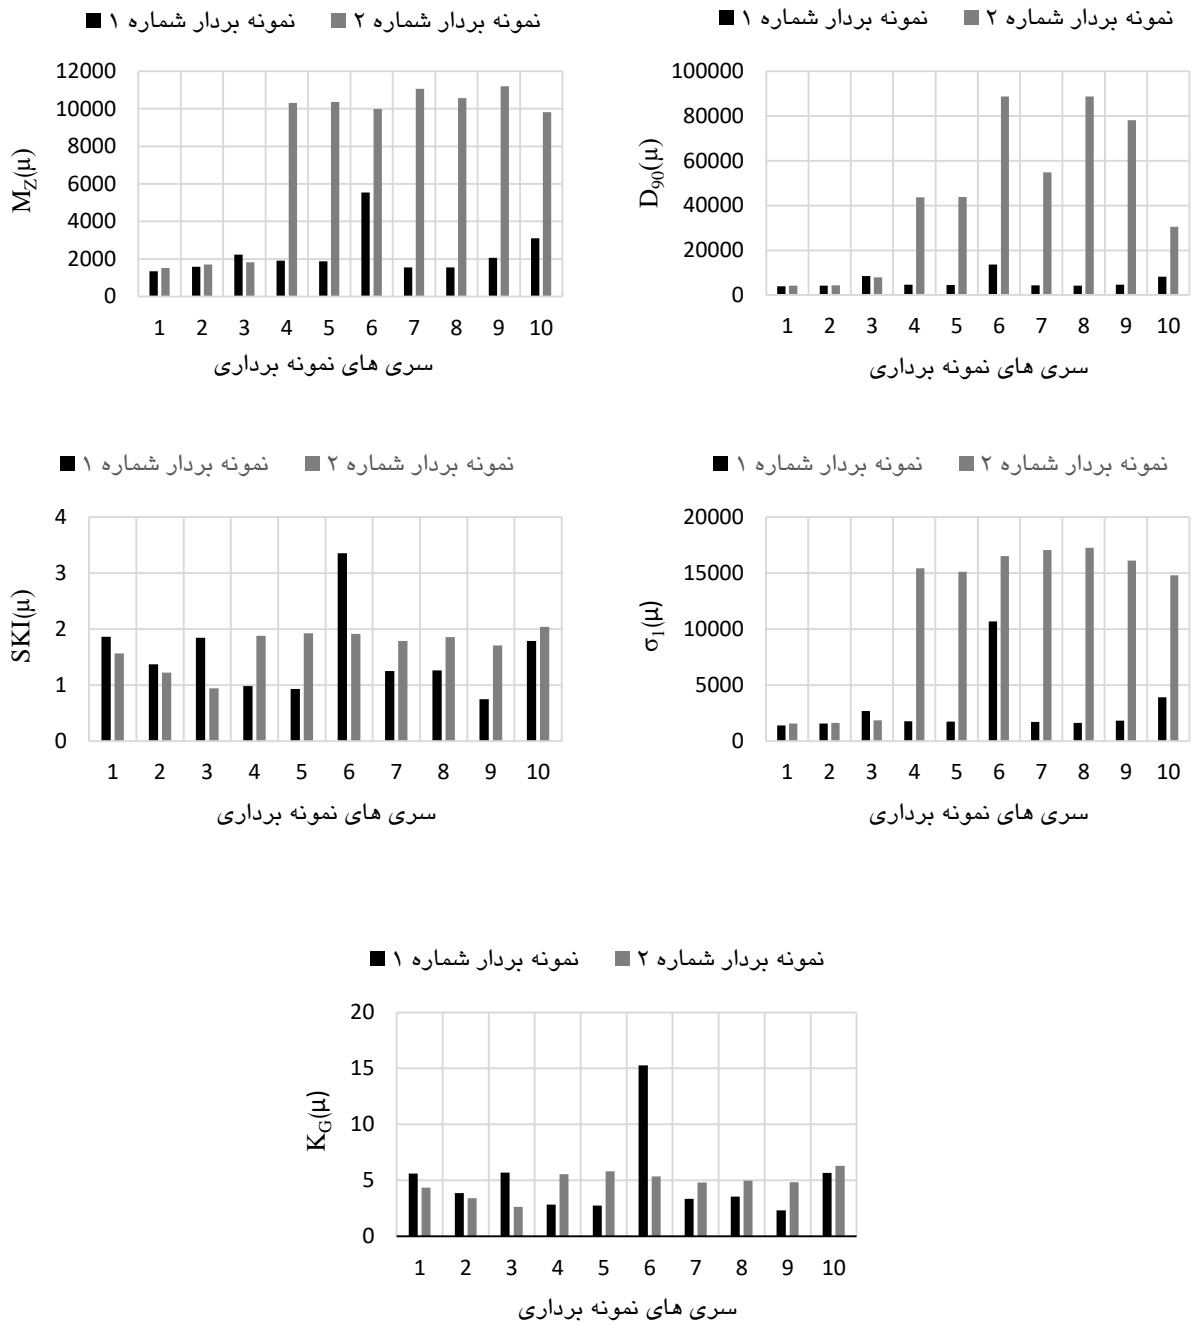 ■ نمونه بردار شماره ۱ ■ نمونه بردار شماره ۲
12000
10000
8000
6000
4000
2000
0
M_Z(μ)
1 2 3 4 5 6 7 8 9 10
سری های نمونه برداری
■ نمونه بردار شماره ۱ ■ نمونه بردار شماره ۲
100000
80000
60000
40000
20000
0
D_90(μ)
1 2 3 4 5 6 7 8 9 10
سری های نمونه برداری
■ نمونه بردار شماره ۱ ■ نمونه بردار شماره ۲
4
3
2
1
0
SKI(μ)
1 2 3 4 5 6 7 8 9 10
سری های نمونه برداری
■ نمونه بردار شماره ۱ ■ نمونه بردار شماره ۲
20000
15000
10000
5000
0
σ_1(μ)
1 2 3 4 5 6 7 8 9 10
سری های نمونه برداری
■ نمونه بردار شماره ۱ ■ نمونه بردار شماره ۲
20
15
10
5
0
K_G(μ)
1 2 3 4 5 6 7 8 9 10
سری های نمونه برداری